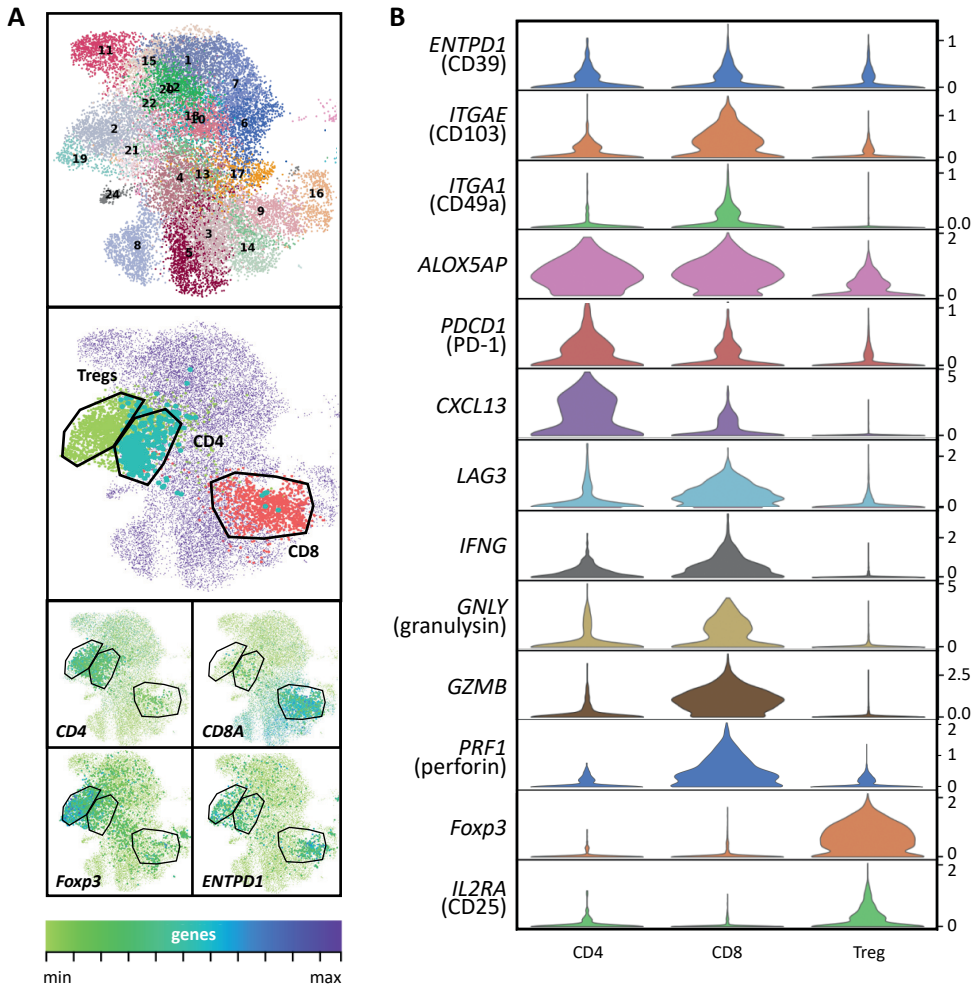 A
11
15
1
7
20
12
22
18
10
6
2
21
19
4
13
17
24
16
9
3
8
5
14
Tregs
CD4
CD8
CD4
CD8A
Foxp3
ENTPD1
genes
min
max
B
ENTPD1
(CD39)
1
0
ITGAE
(CD103)
1
0
ITGA1
(CD49a)
1
0.0
ALOX5AP
2
0
PDCD1
(PD-1)
1
0
CXCL13
5
0
LAG3
2
0
IFNG
2
0
GNLY
(granulysin)
5
0
GZMB
2.5
0.0
PRF1
(perforin)
2
0
Foxp3
2
0
IL2RA
(CD25)
2
0
CD4
CD8
Treg